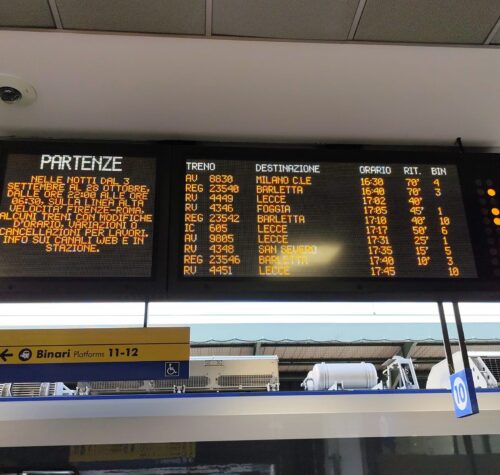 PARTENZE
NELLE NOTTI DAL 3
SETTEMBRE AL 28 OTTOBRE,
DALLE ORE 22:00 ALLE ORE
06:30, SULLA LINEA ALTA
VELOCITA' FIRENZE-ROMA,
ALCUNI TRENI CON MODIFICHE
D'ORARIO, VARIAZIONI O
CANCELLAZIONI PER LAVORI.
INFO SUI CANALI WEB E IN
STAZIONE.
TRENO DESTINAZIONE ORARIO RIT. BIN
AV 8830 MILANO C.LE 16:30 70' 4
REG 23540 BARLETTA 16:40 70' 3
RV 4449 LECCE 17:02 40'
RV 4345 FOGGIA 17:05 45' 1
REG 23542 BARLETTA 17:10 40' 10
IC 605 LECCE 17:17 50' 6
AV 9805 LECCE 17:31 25' 1
RV 4348 SAN SEVERO 17:35 15' 5
REG 23546 BARLETTA 17:40 10' 3
RV 4451 LECCE 17:45 10
Binari Platforms 11-12
10